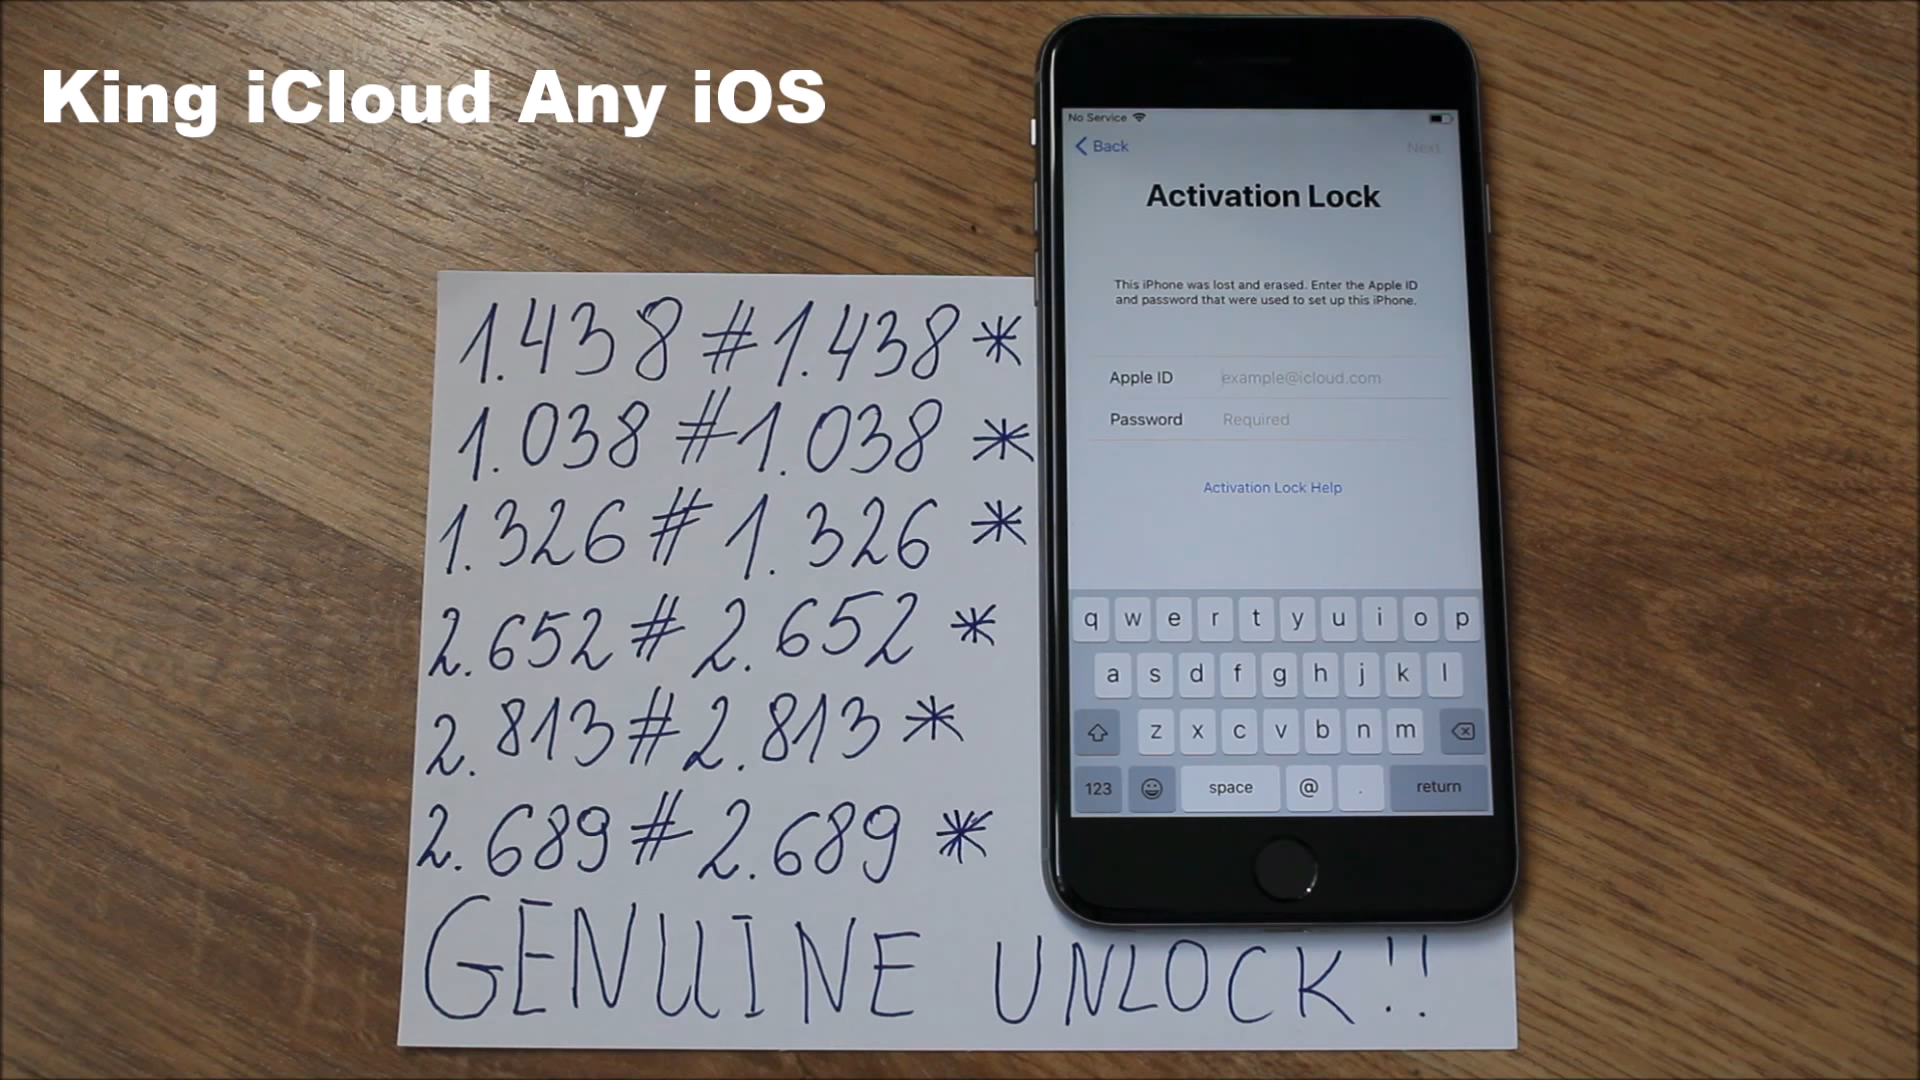 King iCloud Any iOS
1.438 # 1.438 *
1.038 # 1.038 *
1.326 # 1.326 *
2.652 # 2.652 *
2.813 # 2.813 *
2.689 # 2.689 *
GENUINE UNLOCK!!
No Service
Back
Next
Activation Lock
This iPhone was lost and erased. Enter the Apple ID
and password that were used to set up this iPhone.
Apple ID example@icloud.com
Password Required
Activation Lock Help
q w e r t y u i o p
a s d f g h j k l
z x c v b n m
123 space @ . return